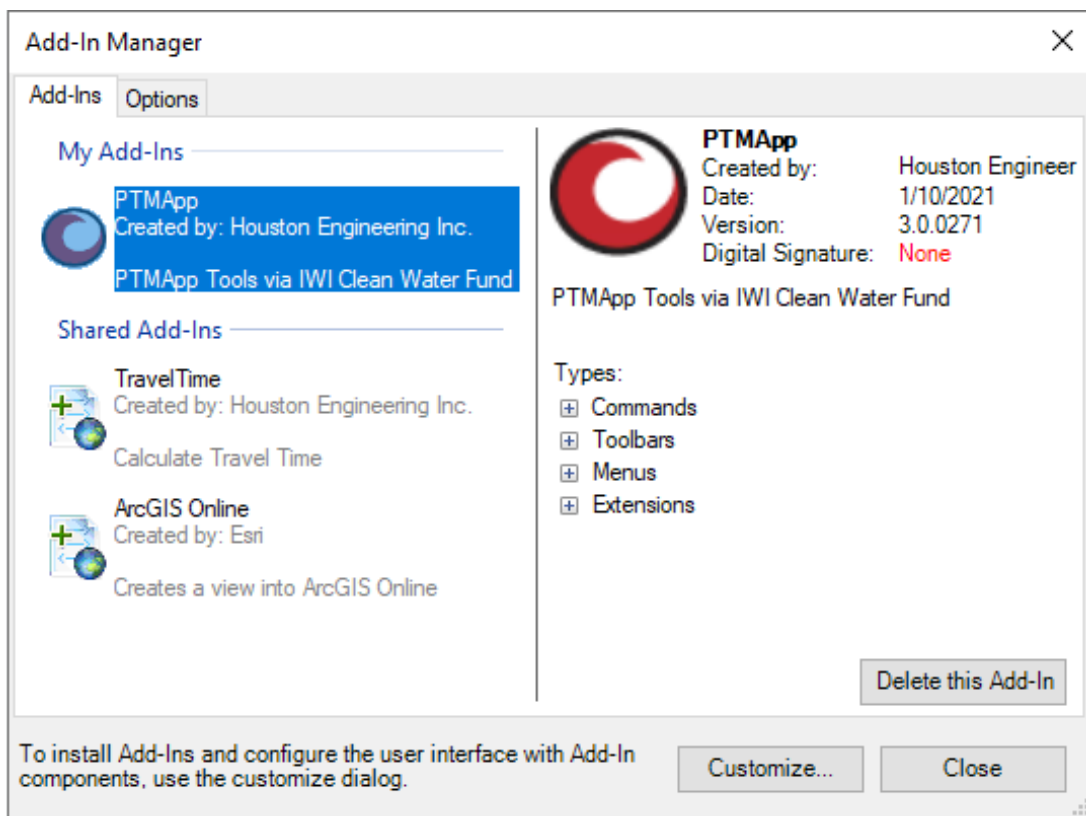 Add-In Manager
Add-Ins
Options
My Add-Ins
PTMApp
Created by: Houston Engineering Inc.
PTMApp Tools via IWI Clean Water Fund
Shared Add-Ins
TravelTime
Created by: Houston Engineering Inc.
Calculate Travel Time
ArcGIS Online
Created by: Esri
Creates a view into ArcGIS Online
PTMApp
Created by: Houston Engineer
Date: 1/10/2021
Version: 3.0.0271
Digital Signature: None
PTMApp Tools via IWI Clean Water Fund
Types:
Commands
Toolbars
Menus
Extensions
Delete this Add-In
To install Add-Ins and configure the user interface with Add-In
components, use the customize dialog.
Customize...
Close